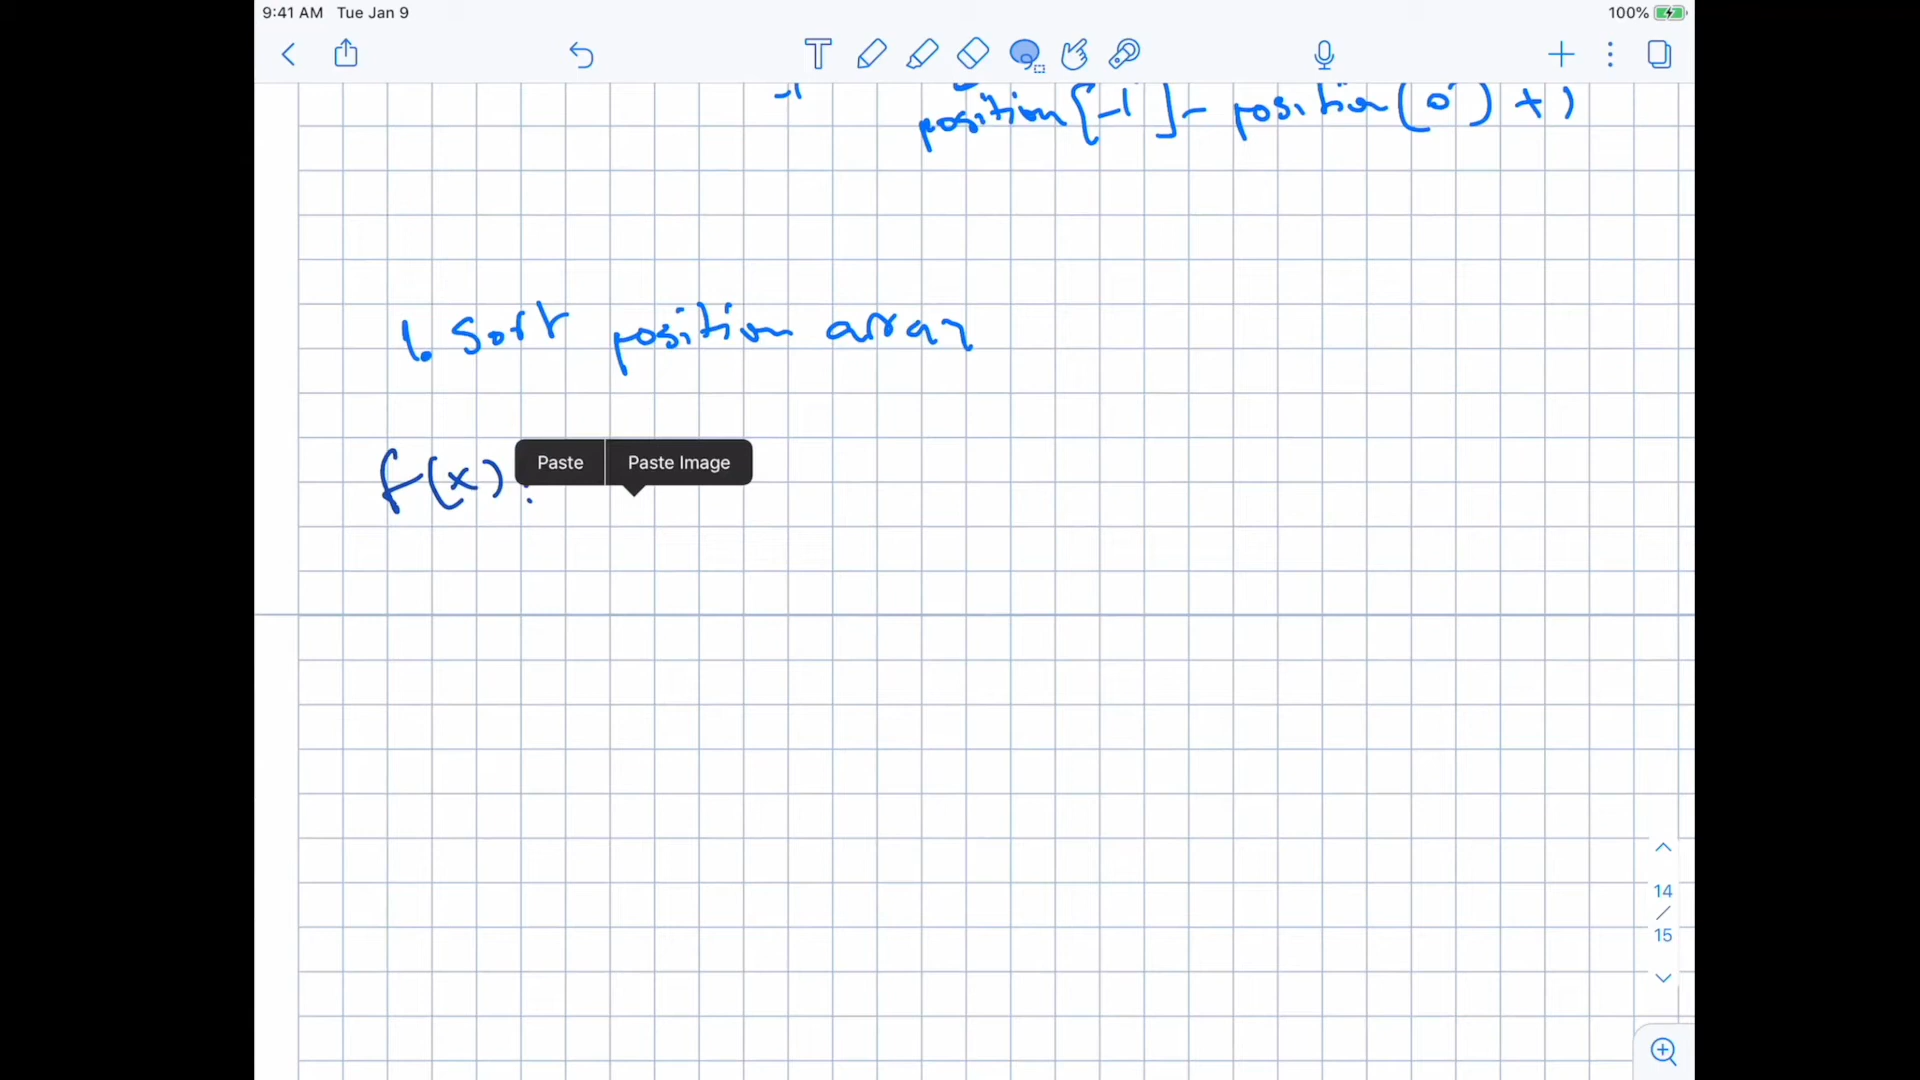 9:41 AM Tue Jan 9 100%
-1
position[-1] - position(0) + 1
1. Sort position array
f(x) :
Paste Paste Image
14
/
15